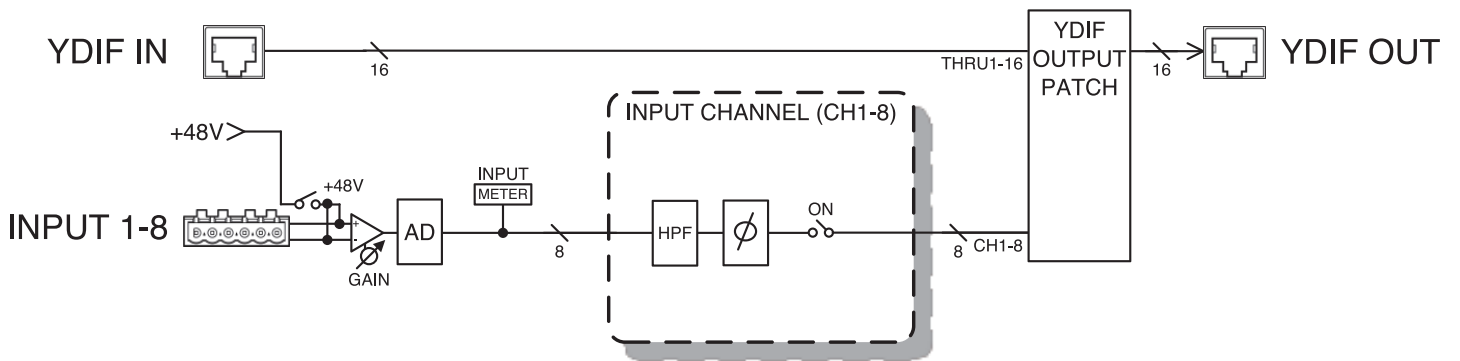 YDIF IN
16
THRU1-16
YDIF
OUTPUT
PATCH
16
YDIF OUT
INPUT CHANNEL (CH1-8)
+48V
+48V
INPUT
METER
INPUT 1-8
+
-
GAIN
AD
8
HPF
ϕ
ON
8
CH1-8